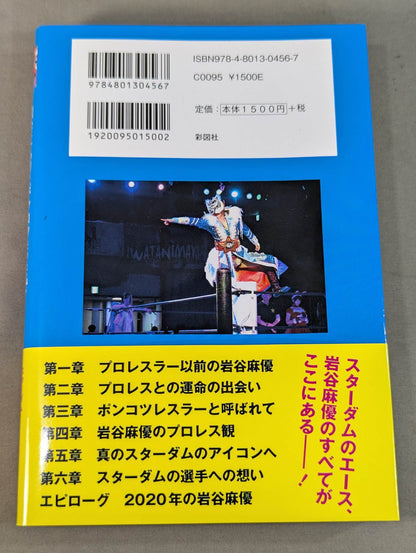 ISBN978-4-8013-0456-7
C0095 ¥1500E
9784801304567
定価：本体1500円+税
1920095015002
彩図社
IWATANIMAYU
スターダムのエース、
岩谷麻優のすべてが
ここにある――！
第一章 プロレスラー以前の岩谷麻優
第二章 プロレスとの運命の出会い
第三章 ポンコツレスラーと呼ばれて
第四章 岩谷麻優のプロレス観
第五章 真のスターダムのアイコンへ
第六章 スターダムの選手への想い
エピローグ 2020年の岩谷麻優